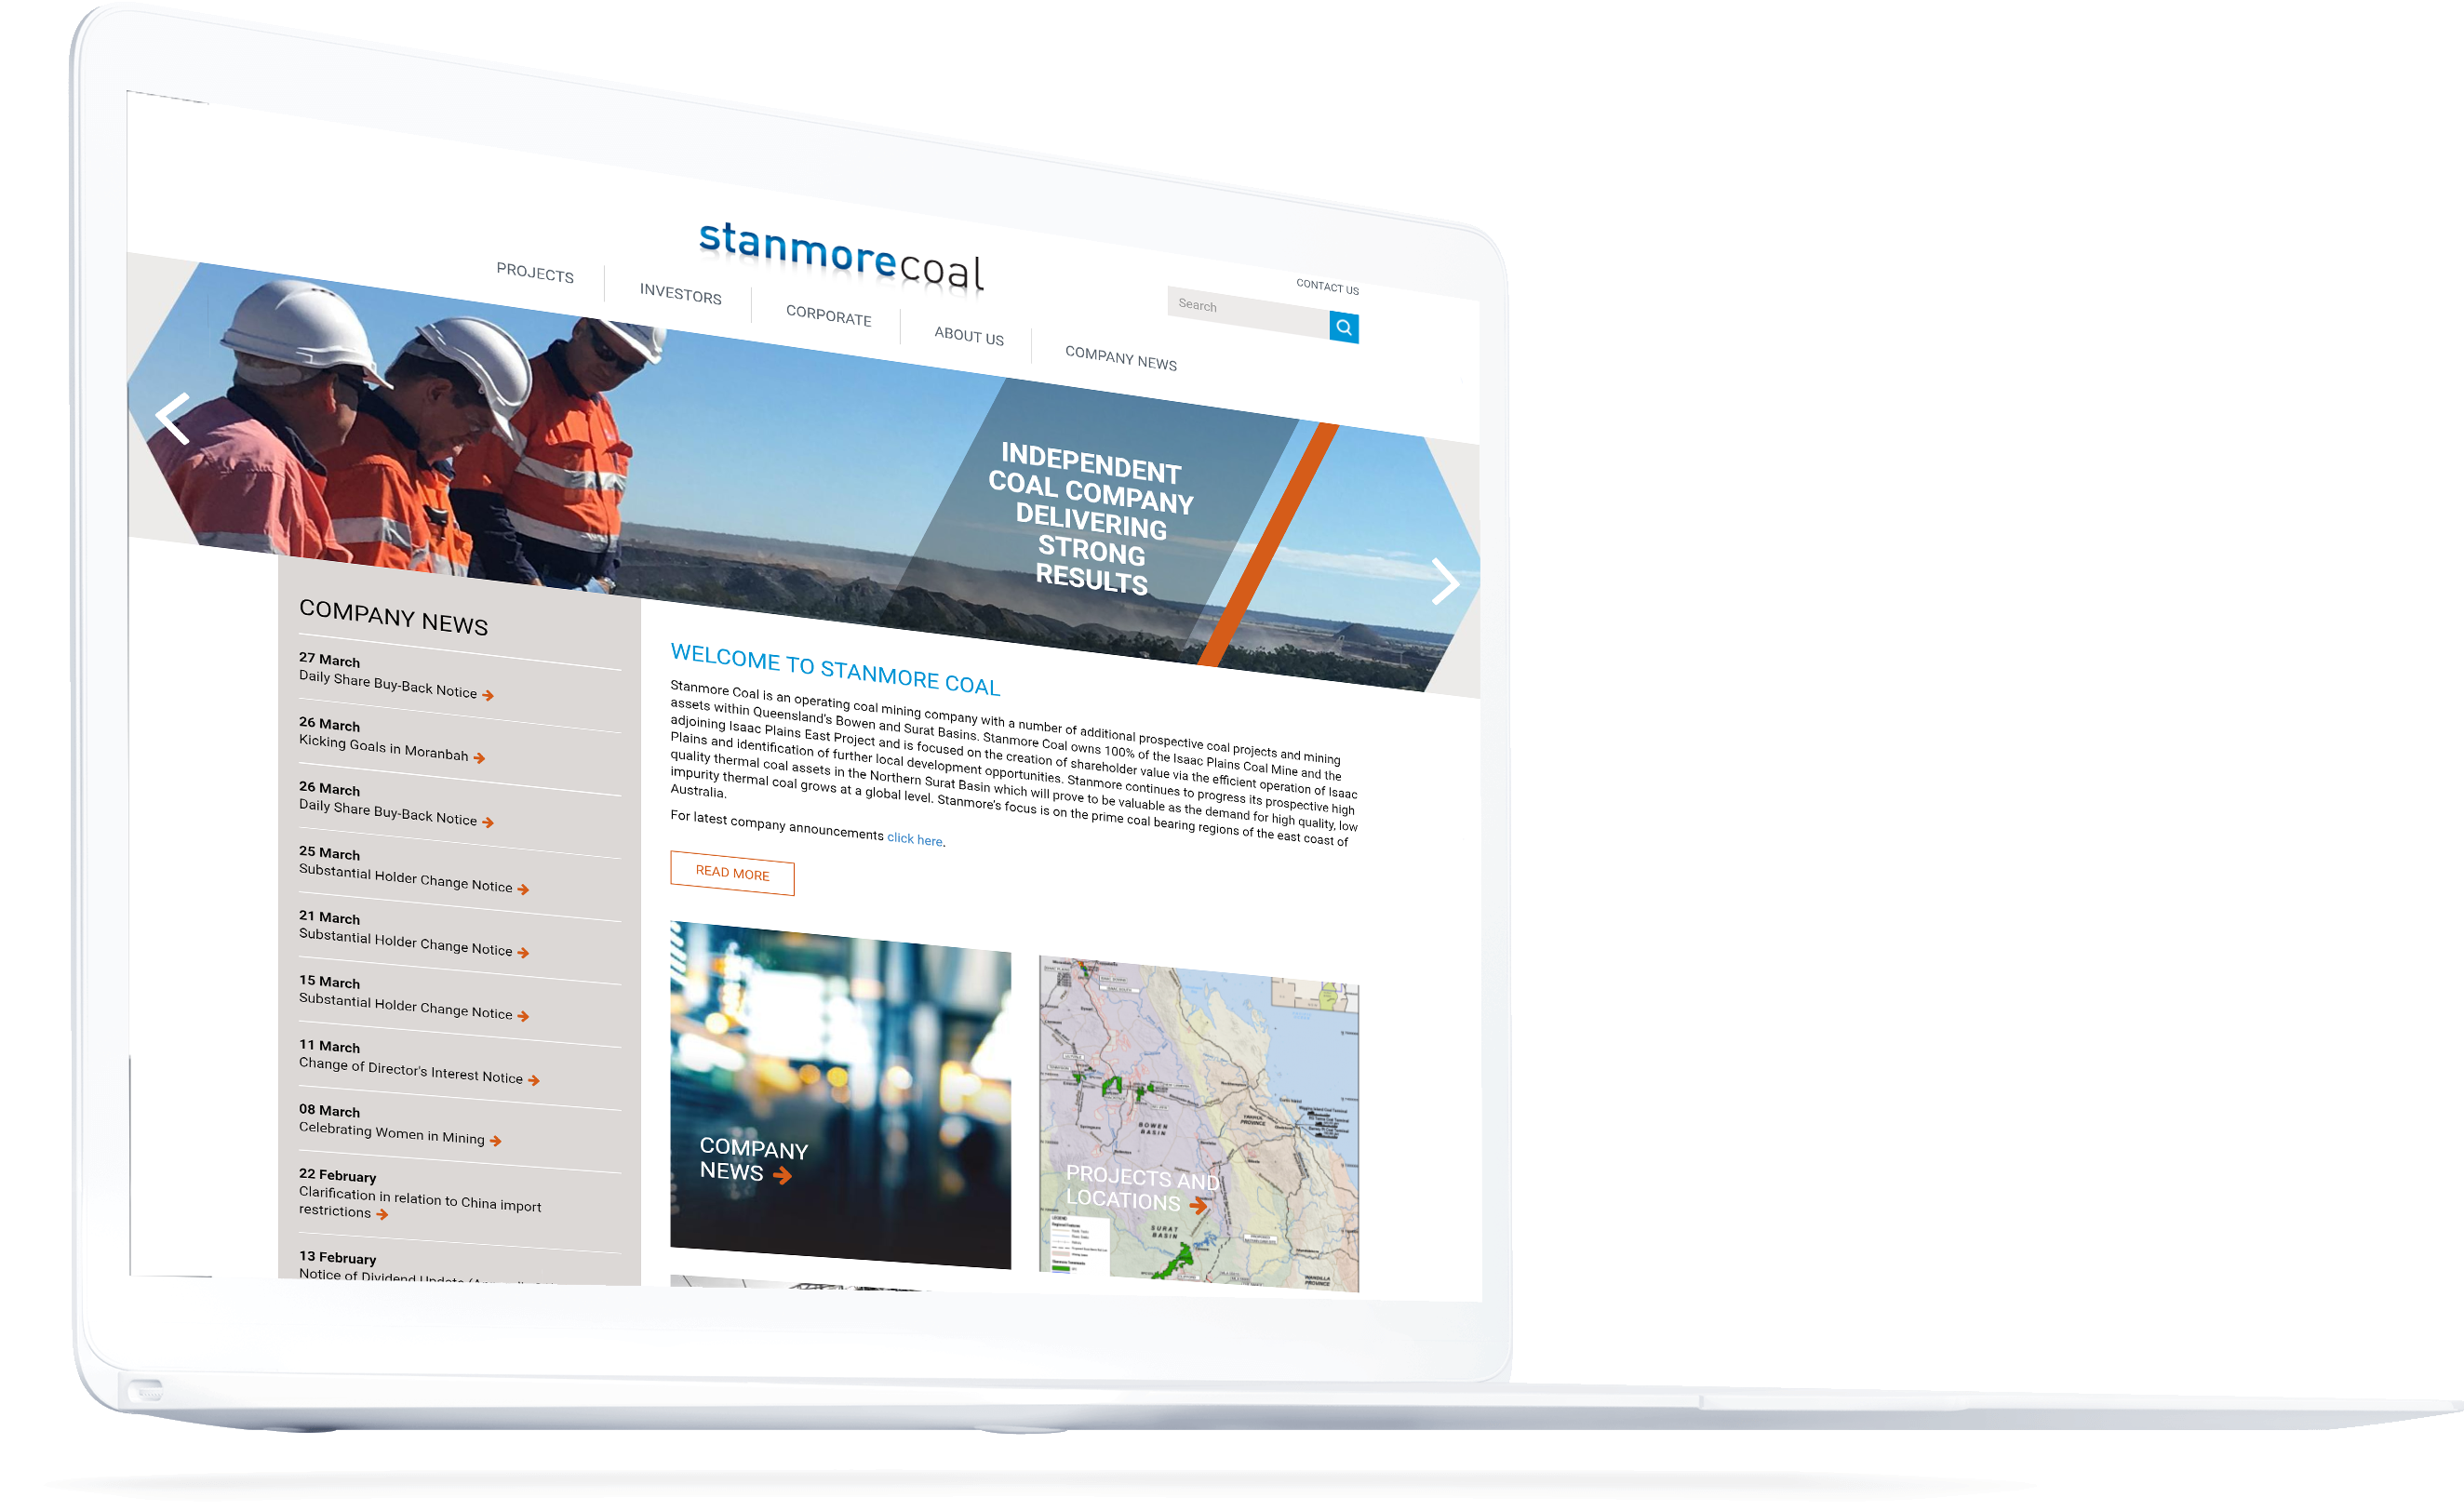 stanmorecoal
CONTACT US
Search
PROJECTS
INVESTORS
CORPORATE
ABOUT US
COMPANY NEWS
INDEPENDENT
COAL COMPANY
DELIVERING
STRONG
RESULTS
COMPANY NEWS
27 March
Daily Share Buy-Back Notice
26 March
Kicking Goals in Moranbah
26 March
Daily Share Buy-Back Notice
25 March
Substantial Holder Change Notice
21 March
Substantial Holder Change Notice
15 March
Substantial Holder Change Notice
11 March
Change of Director's Interest Notice
08 March
Celebrating Women in Mining
22 February
Clarification in relation to China import
restrictions
13 February
Notice of Dividend Update
WELCOME TO STANMORE COAL
Stanmore Coal is an operating coal mining company with a number of additional prospective coal projects and mining
assets within Queensland's Bowen and Surat Basins. Stanmore Coal owns 100% of the Isaac Plains Coal Mine and the
adjoining Isaac Plains East Project and is focused on the creation of shareholder value via the efficient operation of Isaac
Plains and identification of further local development opportunities. Stanmore continues to progress its prospective high
quality thermal coal assets in the Northern Surat Basin which will prove to be valuable as the demand for high quality, low
impurity thermal coal grows at a global level. Stanmore's focus is on the prime coal bearing regions of the east coast of
Australia.
For latest company announcements click here.
READ MORE
COMPANY
NEWS
PROJECTS AND
LOCATIONS
BOWEN
BASIN
SURAT
BASIN